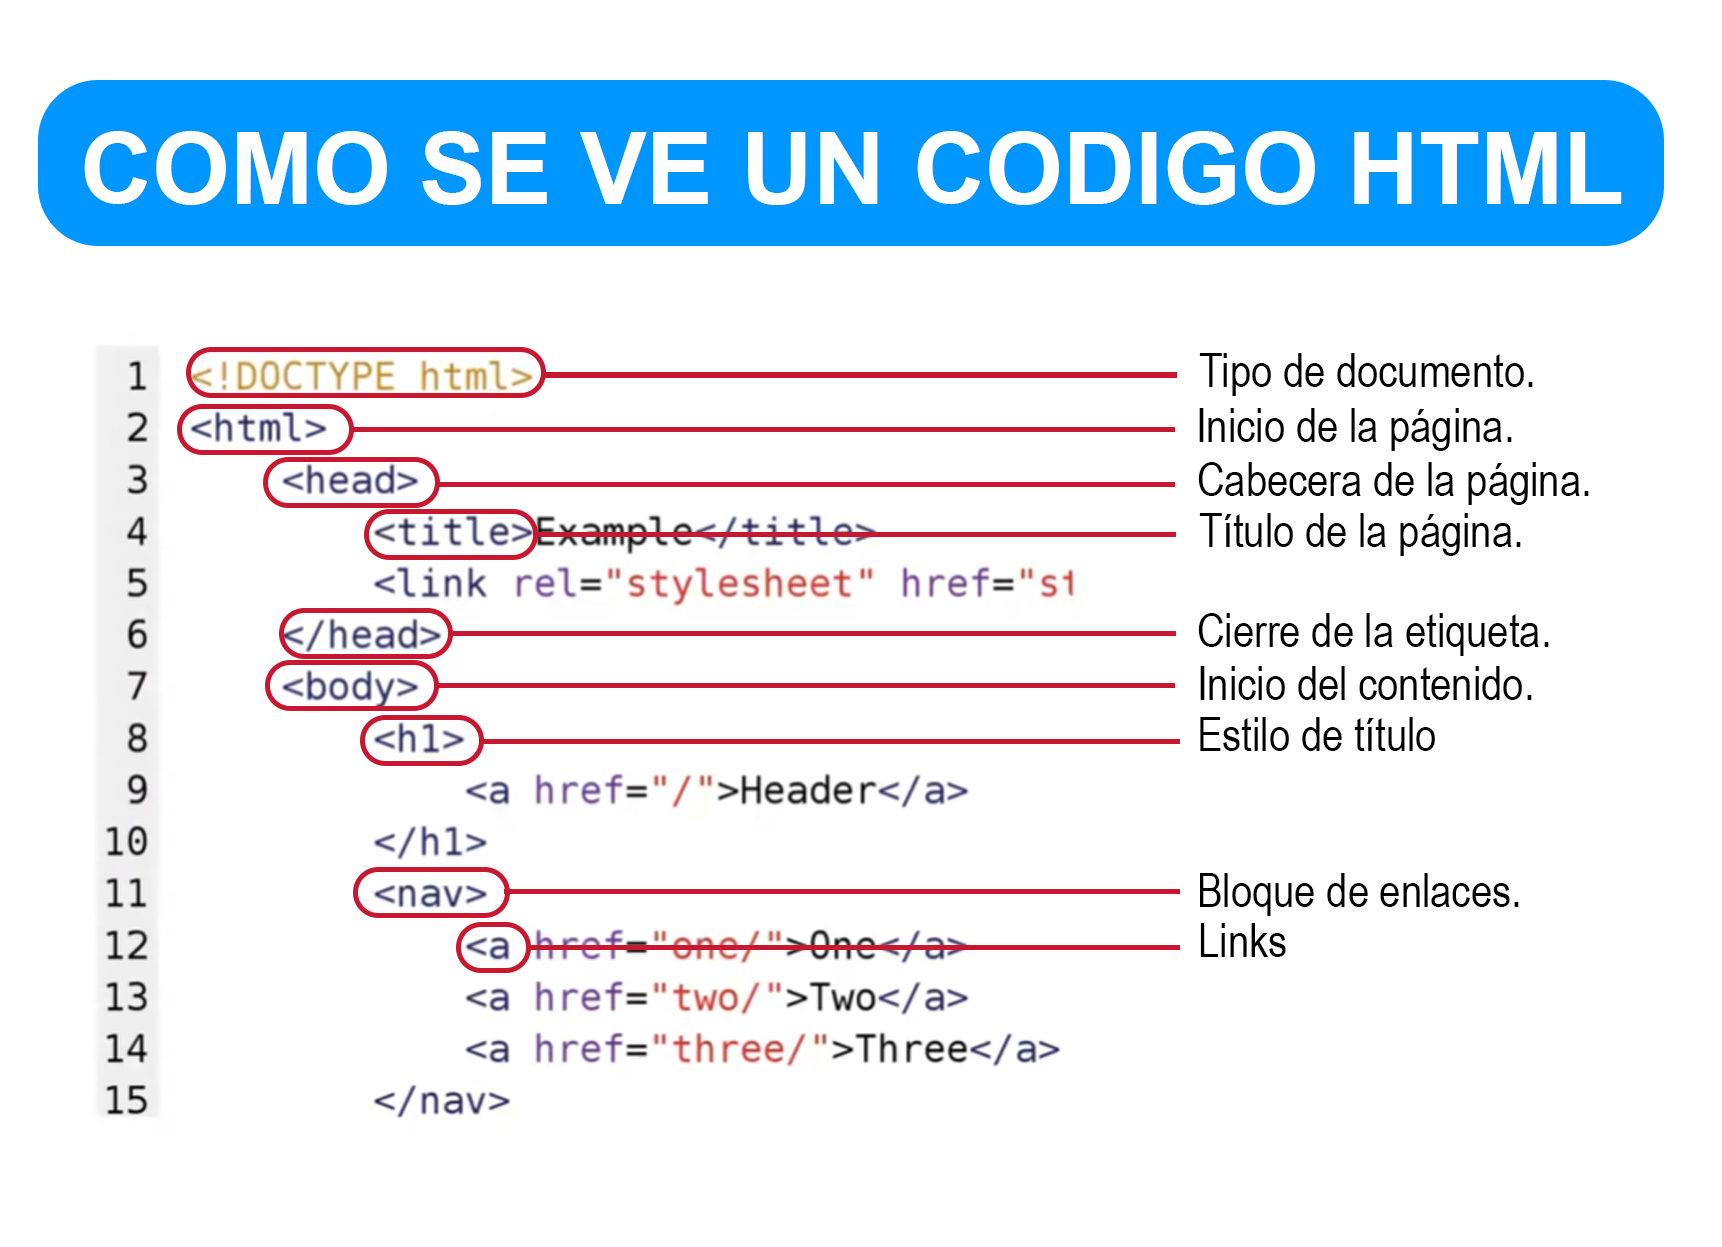 COMO SE VE UN CODIGO HTML
1 <!DOCTYPE html> Tipo de documento.
2 <html> Inicio de la página.
3 <head> Cabecera de la página.
4 <title>Example</title> Título de la página.
5 <link rel="stylesheet" href="st
6 </head> Cierre de la etiqueta.
7 <body> Inicio del contenido.
8 <h1> Estilo de título
9 <a href="/">Header</a>
10 </h1>
11 <nav> Bloque de enlaces.
12 <a href="one/">One</a> Links
13 <a href="two/">Two</a>
14 <a href="three/">Three</a>
15 </nav>